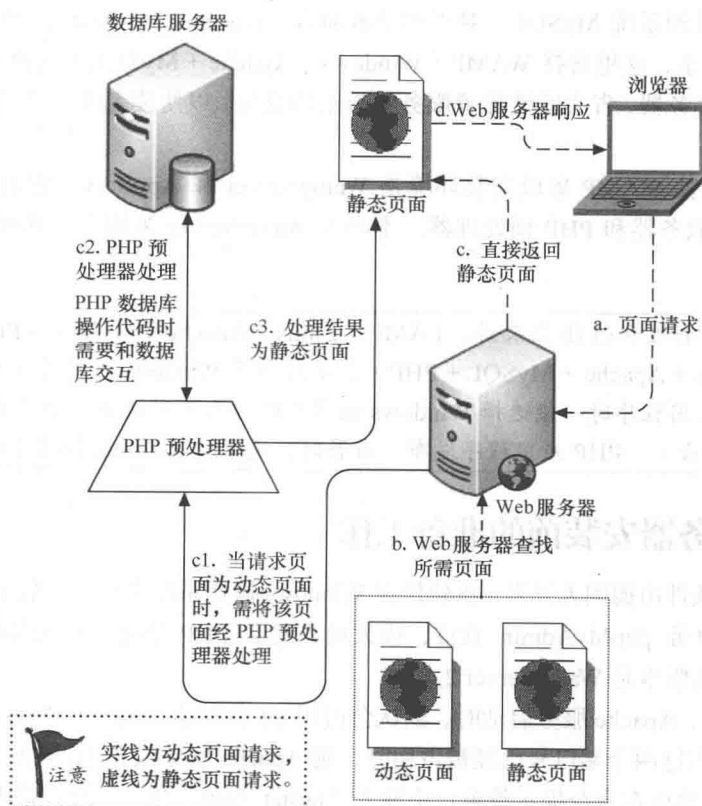 数据库服务器
浏览器
d.Web服务器响应
静态页面
c2. PHP 预
处理器处理
PHP 数据库
操作代码时
需要和数据
库交互
c3. 处理结果
为静态页面
c. 直接返回
静态页面
a. 页面请求
PHP 预处理器
Web服务器
b. Web服务器查找
所需页面
c1. 当请求
页面为动态页面
时，需将该页
面经 PHP 预处
理器处理
动态页面
静态页面
注意
实线为动态页面请求，
虚线为静态页面请求。